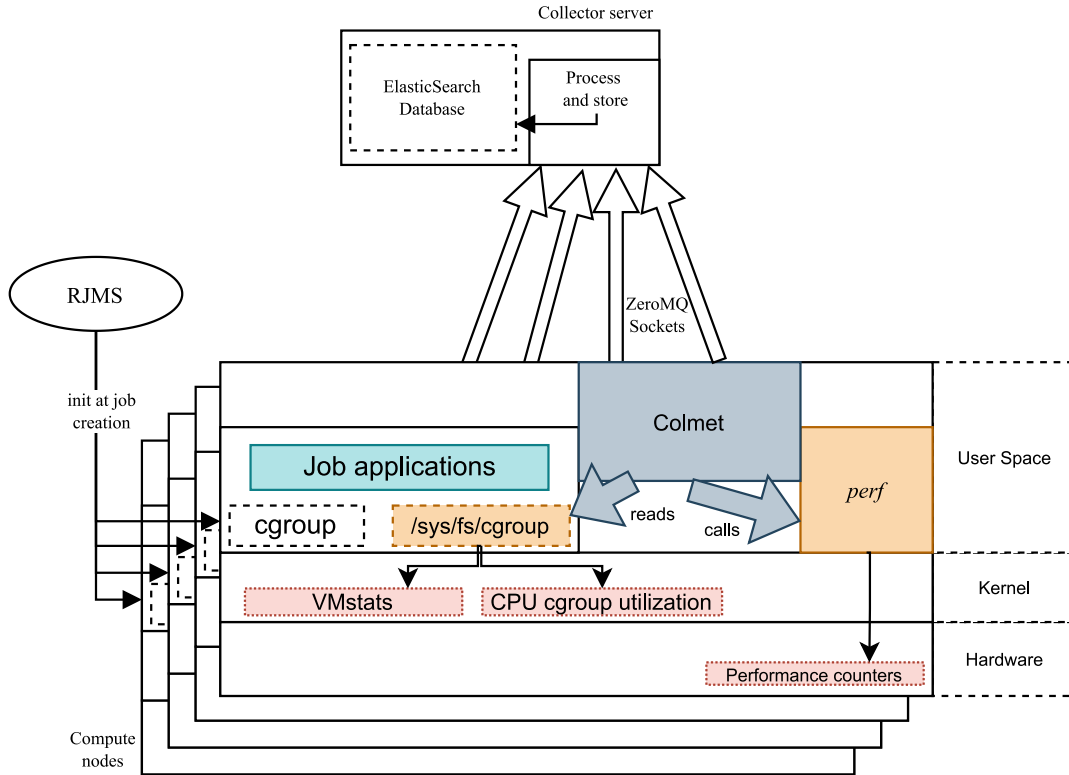 Collector server
ElasticSearch
Database
Process
and store
ZeroMQ
Sockets
RJMS
init at job
creation
Colmet
Job applications
User Space
perf
reads
calls
cgroup
/sys/fs/cgroup
VMstats
CPU cgroup utilization
Kernel
Hardware
Performance counters
Compute
nodes